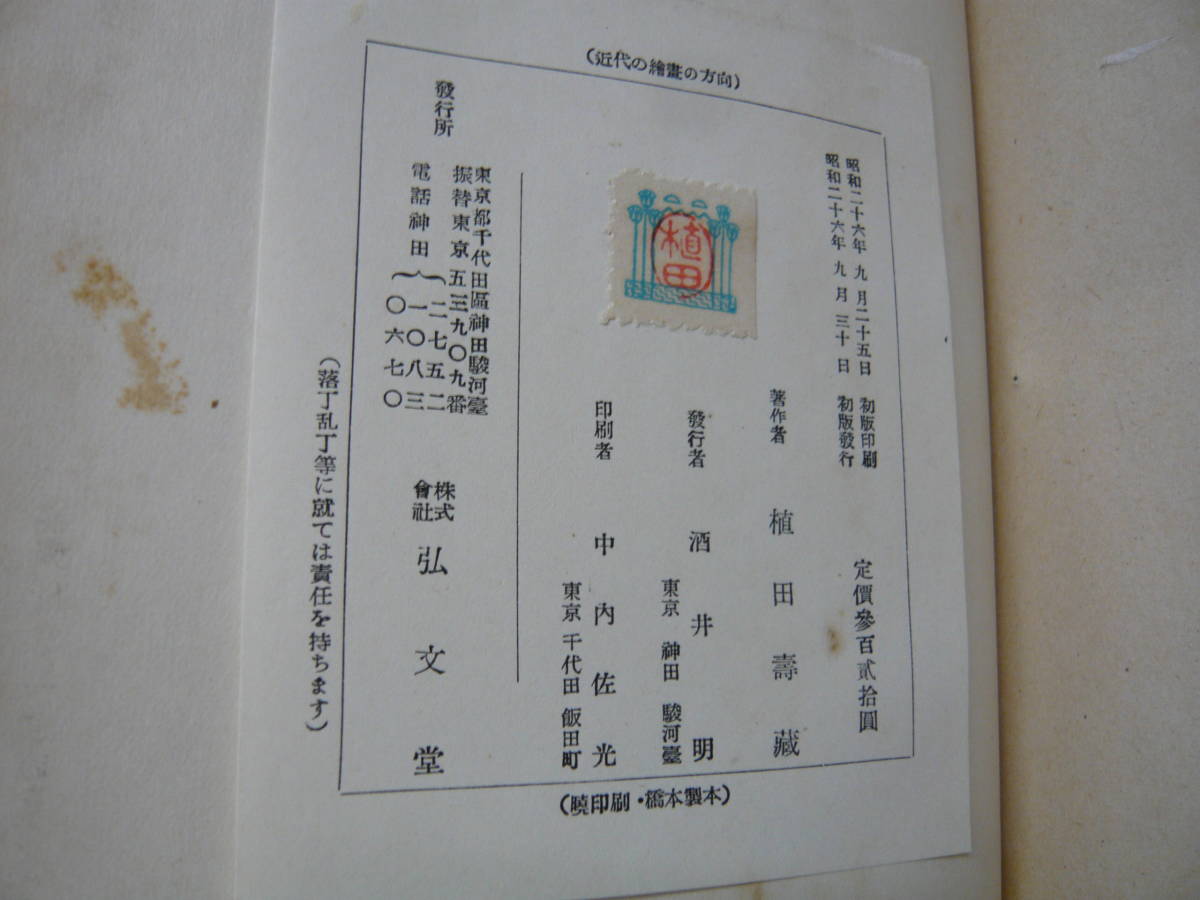 （近代の繪畫の方向）
昭和二十六年 九 月二十五日 初版印刷
昭和二十六年 九 月 三十 日 初版發行
定價參百貳拾圓
著作者 植田壽藏
發行者 酒井明
東京 神田 駿河臺
印刷者 中内佐光
東京 千代田 飯田町
植田
發行所
東京都千代田區神田駿河臺
振替東京五三九〇九番
電話神田
二七五二
一〇八三
〇六七〇
株式會社 弘文堂
（曉印刷・橋本製本）
（落丁乱丁等に就ては責任を持ちます）